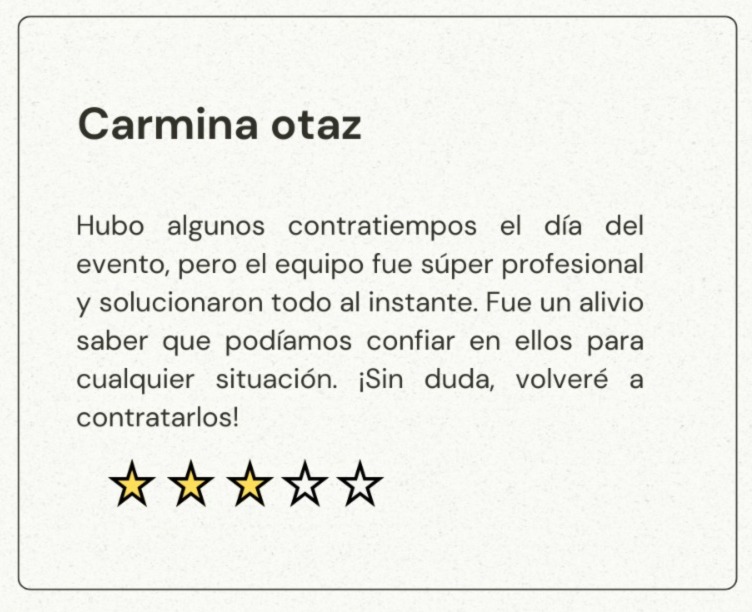 Carmina otaz
Hubo algunos contratiempos el día del
evento, pero el equipo fue súper profesional
y solucionaron todo al instante. Fue un alivio
saber que podíamos confiar en ellos para
cualquier situación. ¡Sin duda, volveré a
contratarlos!